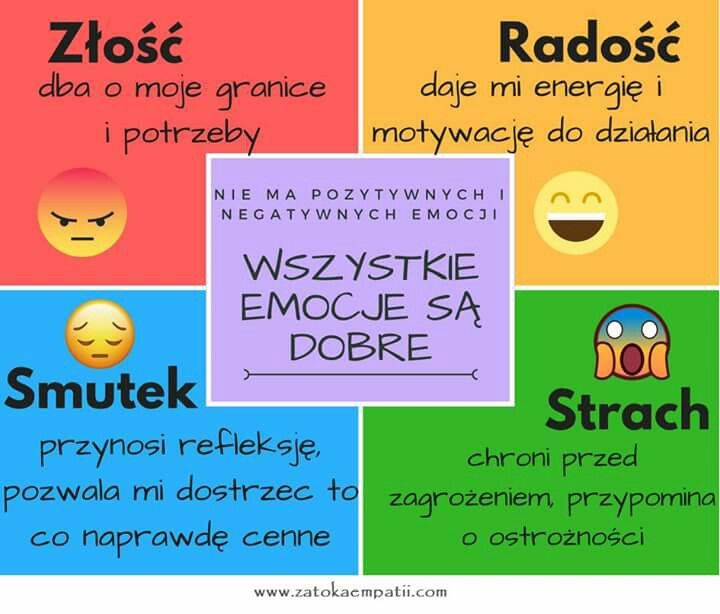 Złość
dba o moje granice
i potrzeby
Radość
daje mi energię i
motywację do działania
NIE MA POZYTYWNYCH I
NEGATYWNYCH EMOCJI
WSZYSTKIE
EMOCJE SĄ
DOBRE
Smutek
przynosi refleksję,
pozwala mi dostrzec to
co naprawdę cenne
Strach
chroni przed
zagrożeniem, przypomina
o ostrożności
www.zatokaempatii.com